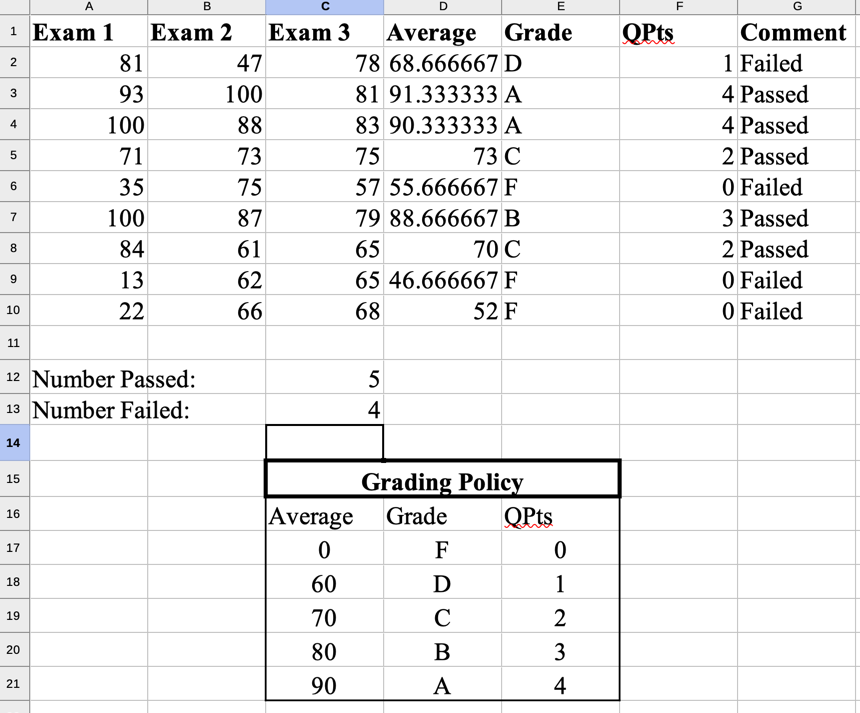 A B C D E F G
1 Exam 1 Exam 2 Exam 3 Average Grade QPts Comment
2 81 47 78 68.666667 D 1 Failed
3 93 100 81 91.333333 A 4 Passed
4 100 88 83 90.333333 A 4 Passed
5 71 73 75 73 C 2 Passed
6 35 75 57 55.666667 F 0 Failed
7 100 87 79 88.666667 B 3 Passed
8 84 61 65 70 C 2 Passed
9 13 62 65 46.666667 F 0 Failed
10 22 66 68 52 F 0 Failed
11
12 Number Passed: 5
13 Number Failed: 4
14
15 Grading Policy
16 Average Grade QPts
17 0 F 0
18 60 D 1
19 70 C 2
20 80 B 3
21 90 A 4